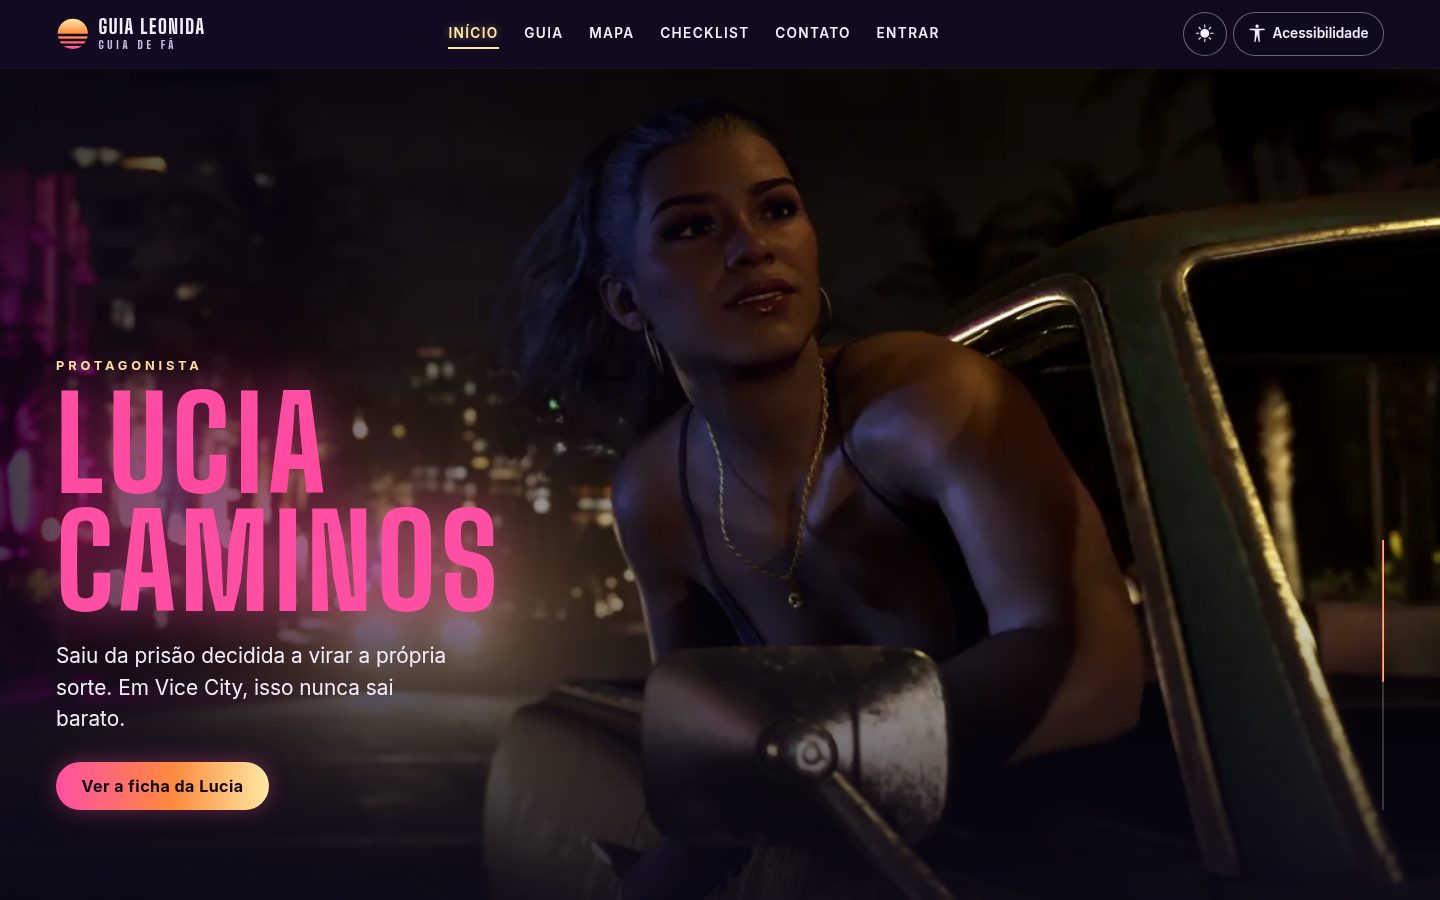 GUIA LEONIDA
GUIA DE FÃ
INÍCIO
GUIA
MAPA
CHECKLIST
CONTATO
ENTRAR
Acessibilidade
PROTAGONISTA
LUCIA
CAMINOS
Saiu da prisão decidida a virar a própria
sorte. Em Vice City, isso nunca sai
barato.
Ver a ficha da Lucia